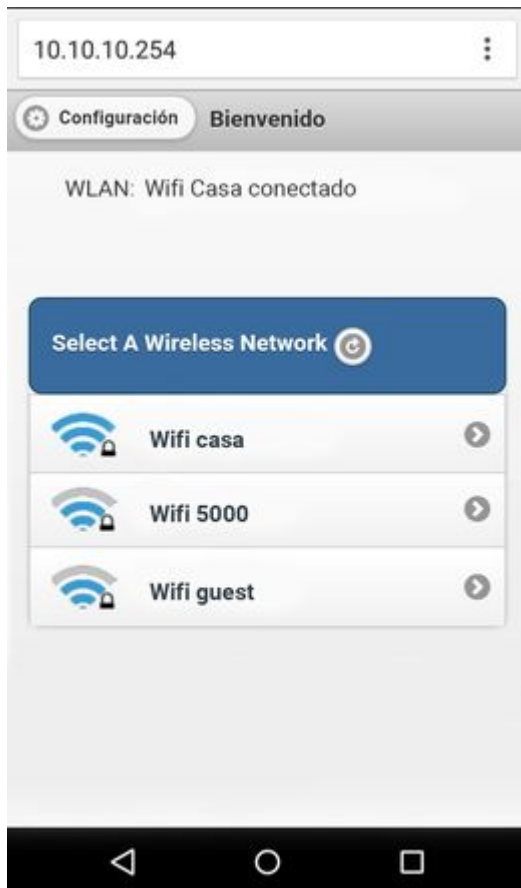 10.10.10.254
Configuración Bienvenido
WLAN: Wifi Casa conectado
Select A Wireless Network
Wifi casa
Wifi 5000
Wifi guest